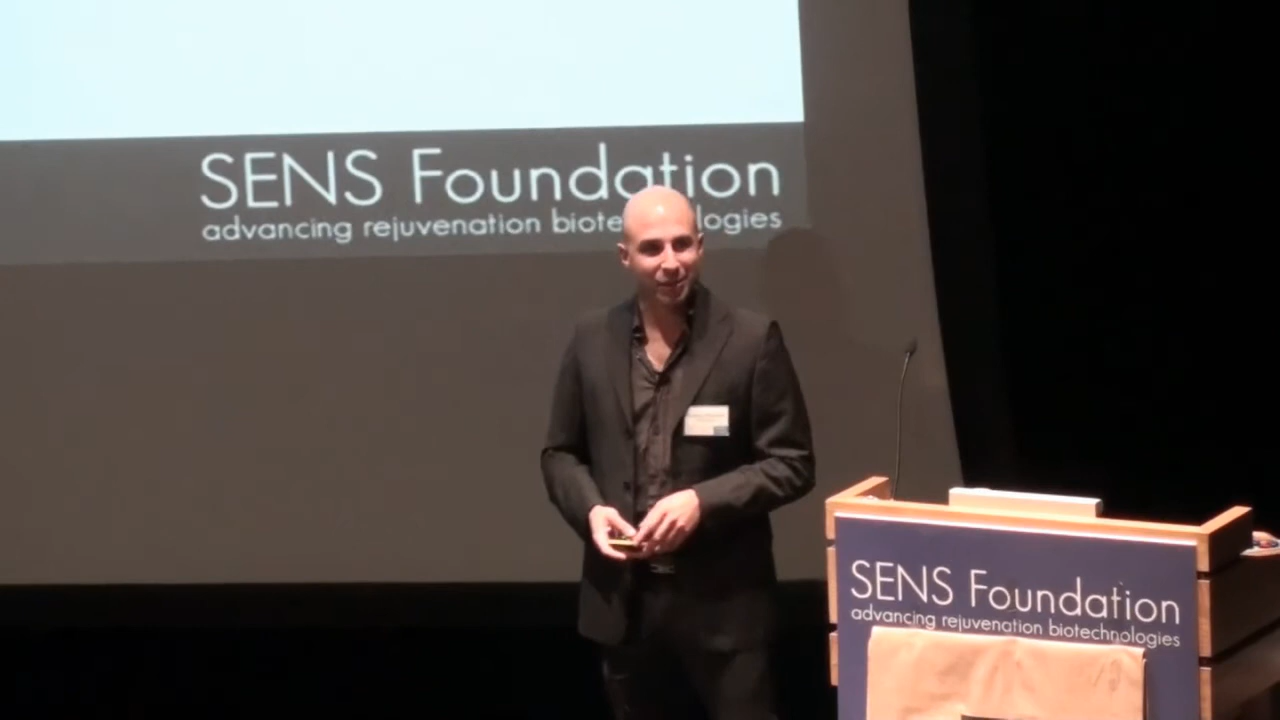 SENS Foundation
advancing rejuvenation biote logies
SENS Foundation
advancing rejuvenation biotechnologies